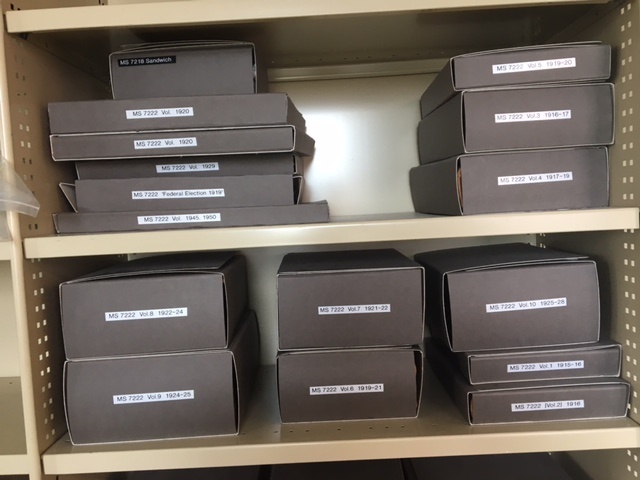 MS 7218 Sandwich
MS 7222 Vol. 1920
MS 7222 Vol. 1920
MS 7222 Vol. 1929
MS 7222 'Federal Election 1919'
MS 7222 Vol. 1945, 1950
MS 7222 Vol.5 1919-20
MS 7222 Vol.3 1916-17
MS 7222 Vol.4 1917-19
MS 7222 Vol.8 1922-24
MS 7222 Vol.9 1924-25
MS 7222 Vol.7 1921-22
MS 7222 Vol.6 1919-21
MS 7222 Vol.10 1925-28
MS 7222 Vol.1 1915-16
MS 7222 [Vol.2] 1916